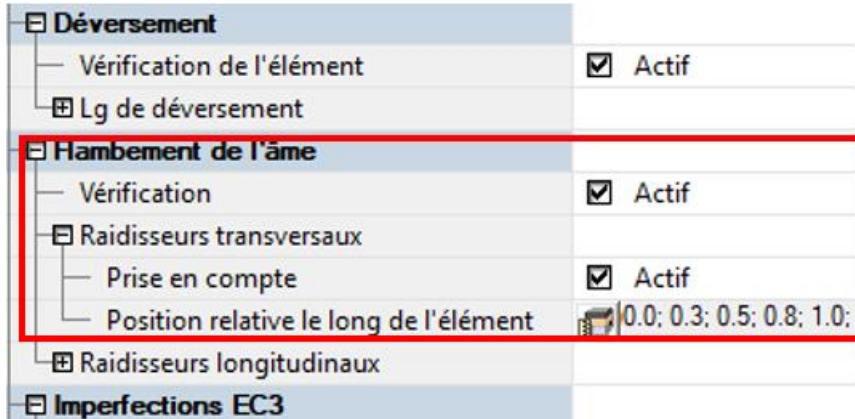 Déversement
Vérification de l'élément Actif
Lg de déversement
Hambement de l'âme
Vérification Actif
Raidisseurs transversaux
Prise en compte Actif
Position relative le long de l'élément 0.0; 0.3; 0.5; 0.8; 1.0;
Raidisseurs longitudinaux
Imperfections EC3